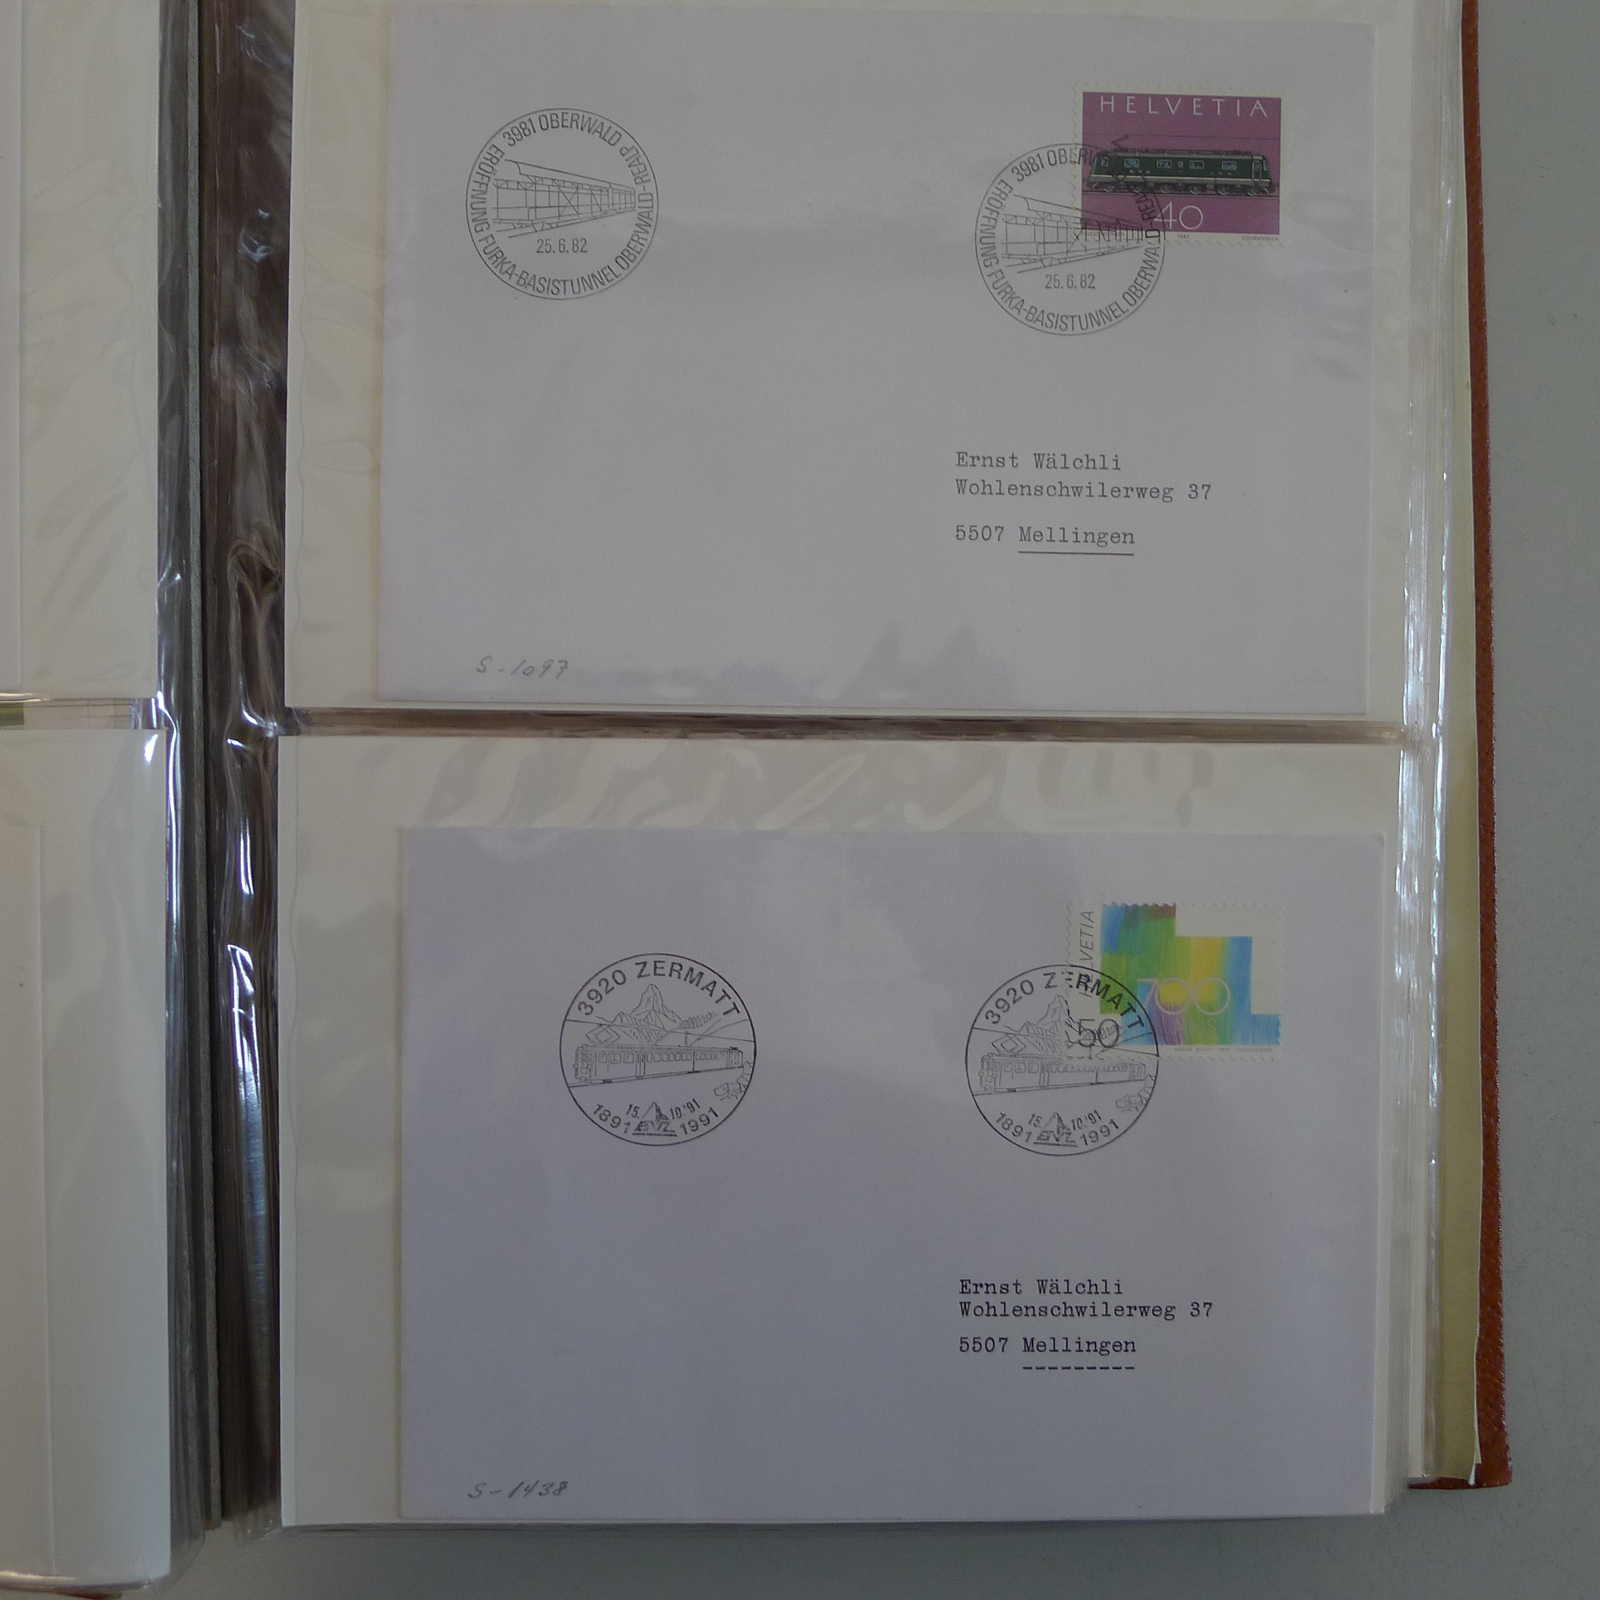 3981 OBERWALD
ERÖFFNUNG FURKA-BASISTUNNEL OBERWALD-REALP
25.6.82
HELVETIA
40
3981 OBERWALD
ERÖFFNUNG FURKA-BASISTUNNEL OBERWALD-REALP
25.6.82
Ernst Wälchli
Wohlenschwilerweg 37
5507 Mellingen
S-1097
3920 ZERMATT
15.10.'91
1891 BVZ 1991
HELVETIA
700
50
3920 ZERMATT
15.10.'91
1891 BVZ 1991
Ernst Wälchli
Wohlenschwilerweg 37
5507 Mellingen
S-1438